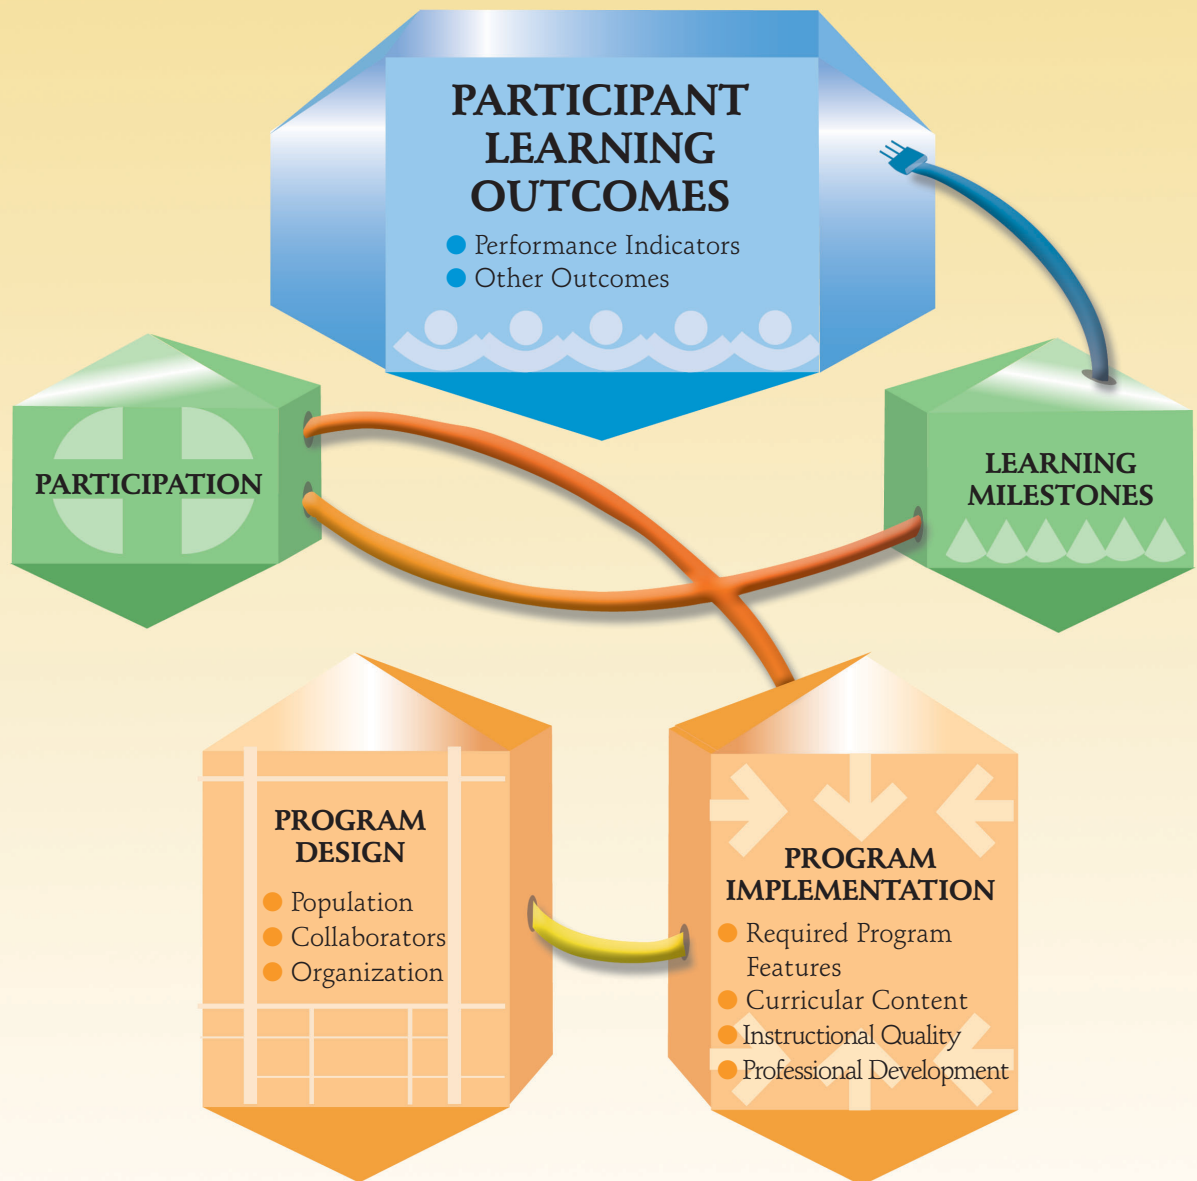 PARTICIPANT
LEARNING
OUTCOMES
Performance Indicators
Other Outcomes
PARTICIPATION
LEARNING
MILESTONES
PROGRAM
DESIGN
Population
Collaborators
Organization
PROGRAM
IMPLEMENTATION
Required Program
Features
Curricular Content
Instructional Quality
Professional Development